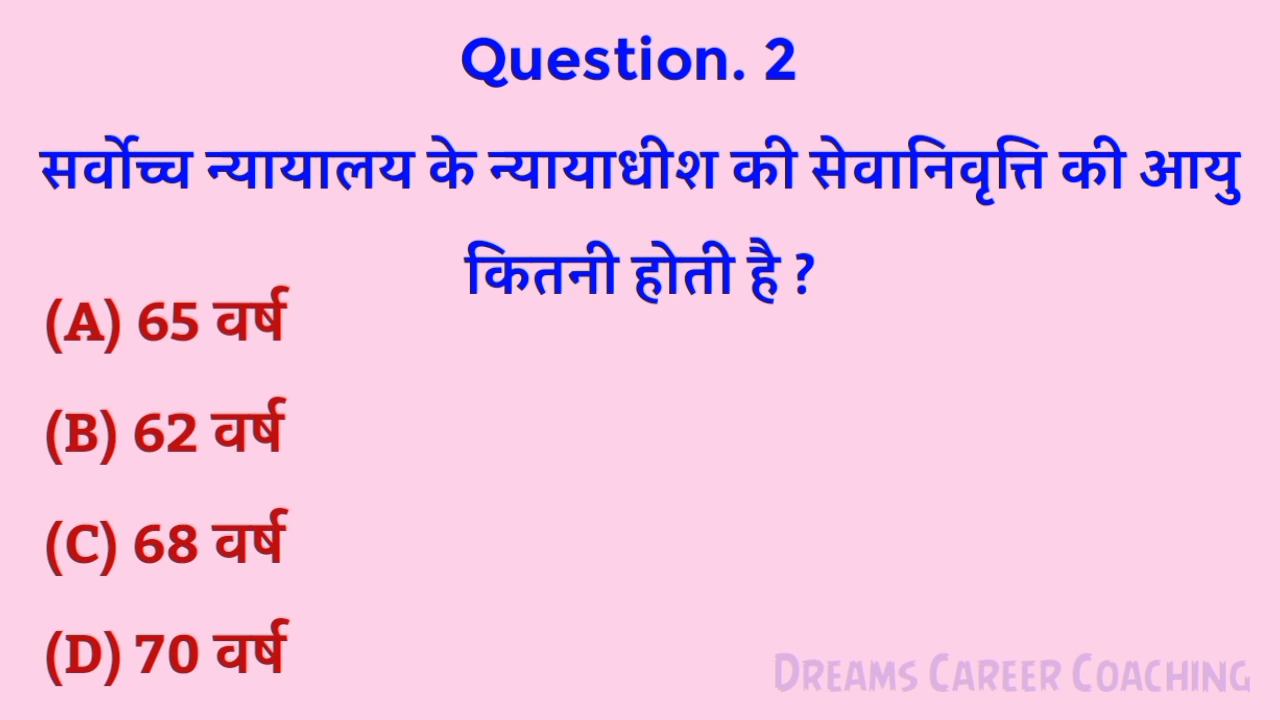 Question. 2
सर्वोच्च न्यायालय के न्यायाधीश की सेवानिवृत्ति की आयु
कितनी होती है ?
(A) 65 वर्ष
(B) 62 वर्ष
(C) 68 वर्ष
(D) 70 वर्ष
DREAMS CAREER COACHING